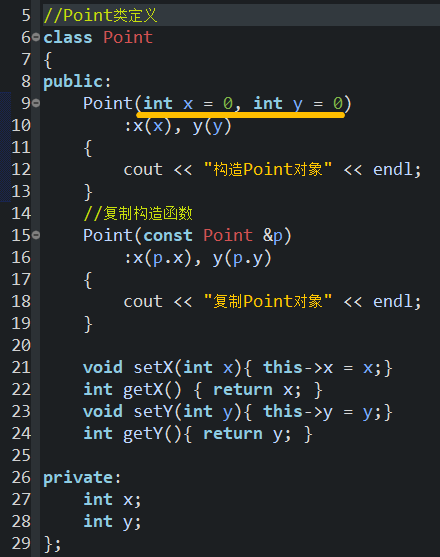 5 //Point类定义
6 class Point
7 {
8 public:
9     Point(int x = 0, int y = 0)
10         :x(x), y(y)
11     {
12         cout << "构造Point对象" << endl;
13     }
14     //复制构造函数
15     Point(const Point &p)
16         :x(p.x), y(p.y)
17     {
18         cout << "复制Point对象" << endl;
19     }
20
21     void setX(int x){ this->x = x;}
22     int getX() { return x; }
23     void setY(int y){ this->y = y;}
24     int getY(){ return y; }
25
26 private:
27     int x;
28     int y;
29 };